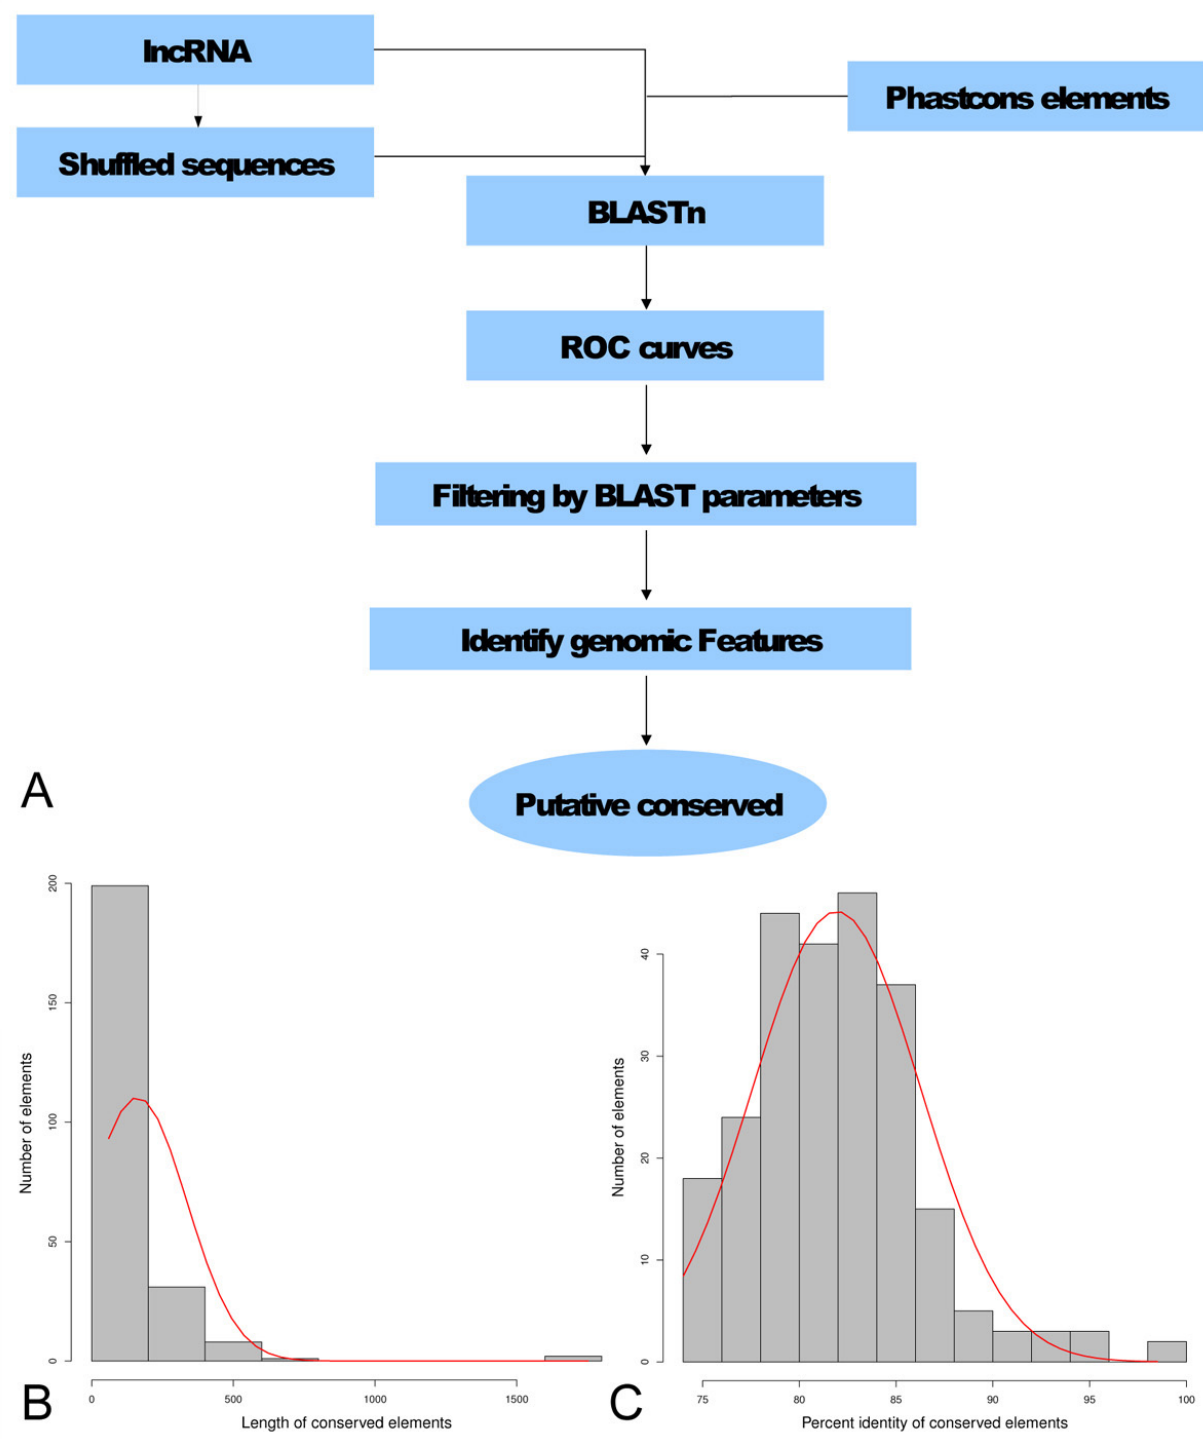 lncRNA
Phastcons elements
Shuffled sequences
BLASTn
ROC curves
Filtering by BLAST parameters
Identify genomic Features
Putative conserved
A
200
150
100
50
0
Number of elements
0 500 1000 1500
Length of conserved elements
B
40
30
20
10
0
Number of elements
75 80 85 90 95 100
Percent identity of conserved elements
C